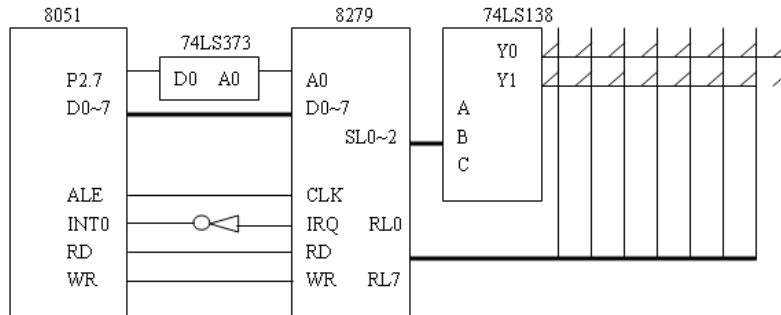 8051
8279
74LS138
74LS373
P2.7
D0 A0
A0
Y0
D0~7
D0~7
Y1
A
SL0~2
B
C
ALE
CLK
INT0
IRQ
RL0
RD
RD
WR
WR
RL7